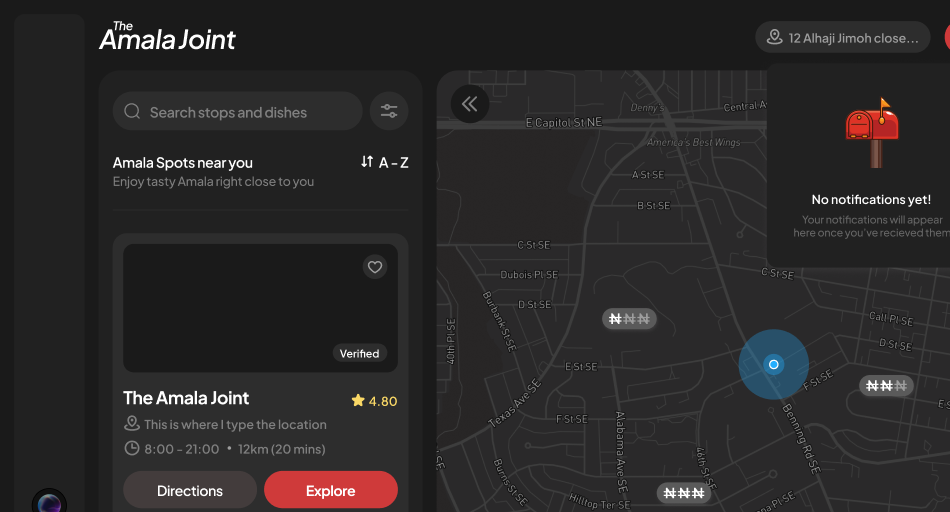 The
Amala Joint
12 Alhaji Jimoh close...
Search stops and dishes
Amala Spots near you
A - Z
Enjoy tasty Amala right close to you
Verified
The Amala Joint
4.80
This is where I type the location
8:00 - 21:00 • 12km (20 mins)
Directions
Explore
No notifications yet!
Your notifications will appear
here once you've recieved them
Denny's
Central A
E Capitol St NE
America's Best Wings
A St SE
B St SE
C St SE
C St SE
Dubois Pl SE
D St SE
Burbank St SE
40th Pl SE
₦₦₦
Call Pl SE
D St SE
E St SE
F St SE
₦₦₦
Texas Ave SE
F St SE
Alabama Ave SE
Benning Rd SE
46th St SE
Burns St SE
₦₦₦
Hilltop Ter SE